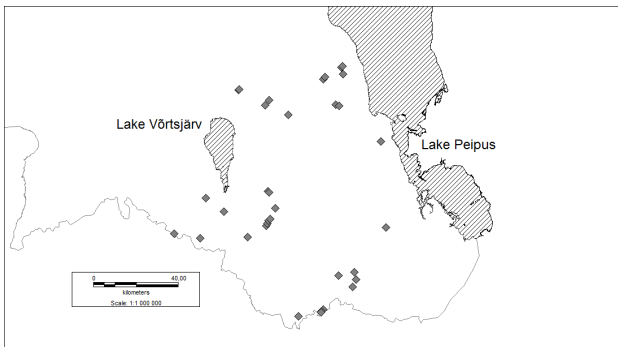 Lake Võrtsjärv
Lake Peipus
0 40,00
kilometers
Scale: 1:1 000 000